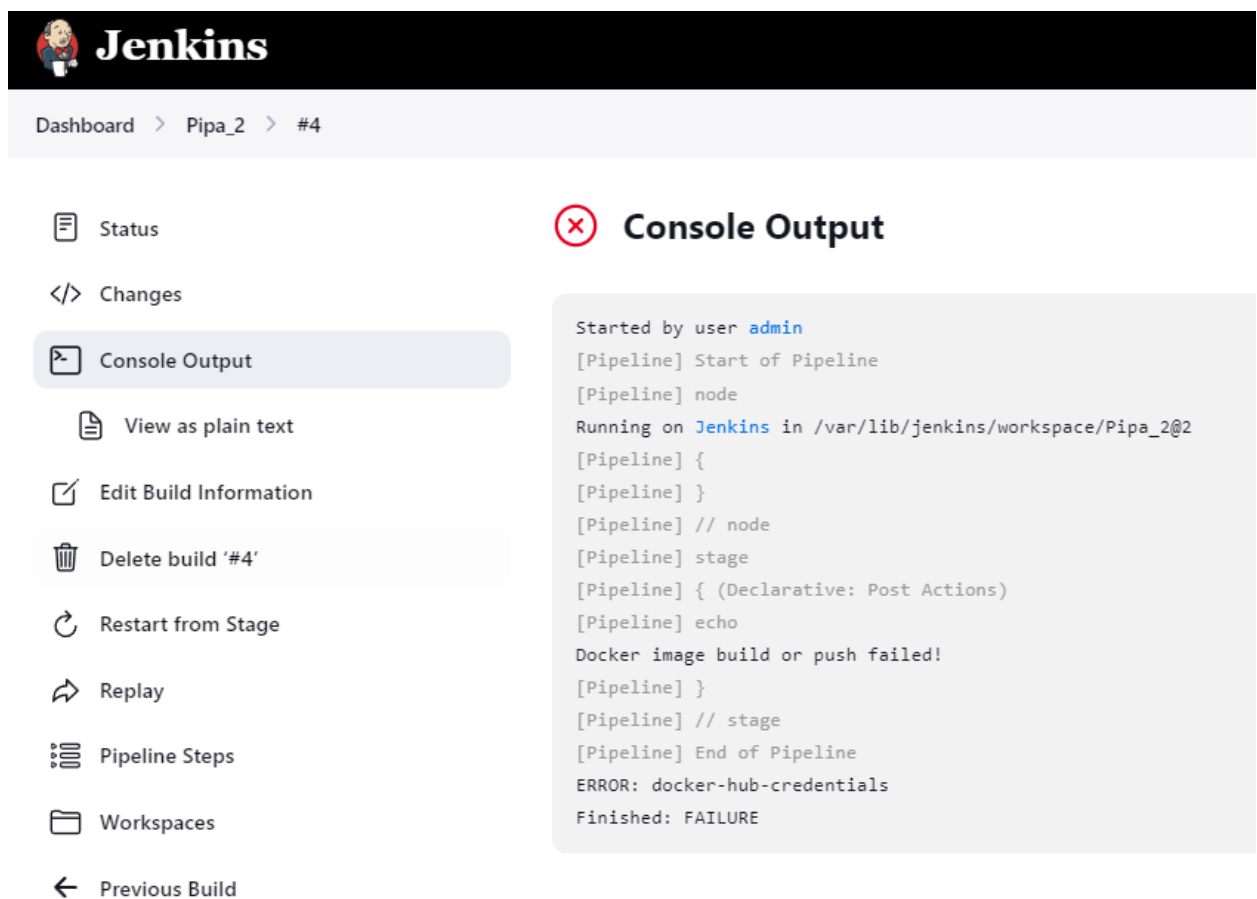 Jenkins
Dashboard > Pipa_2 > #4
Status
Changes
Console Output
View as plain text
Edit Build Information
Delete build ‘#4’
Restart from Stage
Replay
Pipeline Steps
Workspaces
Previous Build
Console Output
Started by user admin
[Pipeline] Start of Pipeline
[Pipeline] node
Running on Jenkins in /var/lib/jenkins/workspace/Pipa_2@2
[Pipeline] {
[Pipeline] }
[Pipeline] // node
[Pipeline] stage
[Pipeline] { (Declarative: Post Actions)
[Pipeline] echo
Docker image build or push failed!
[Pipeline] }
[Pipeline] // stage
[Pipeline] End of Pipeline
ERROR: docker-hub-credentials
Finished: FAILURE